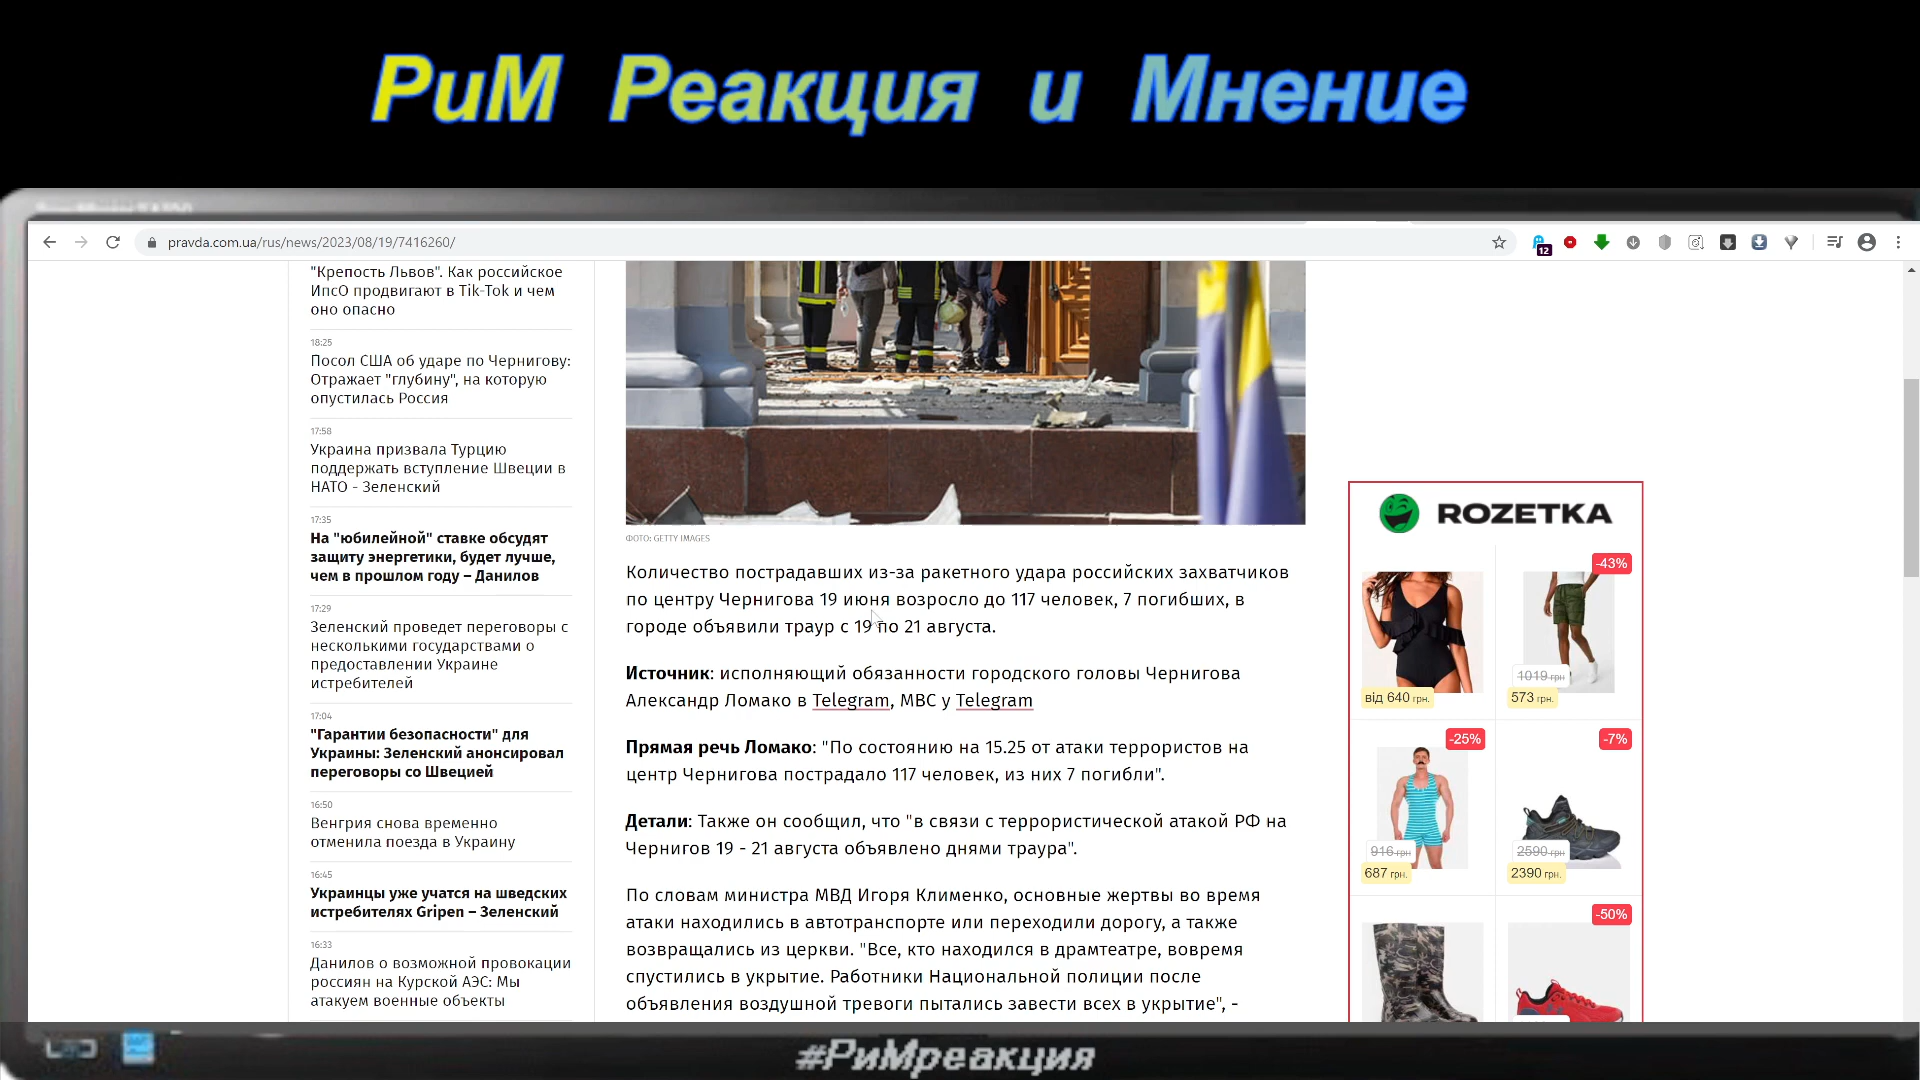 РиМ Реакция и Мнение
pravda.com.ua/rus/news/2023/08/19/7416260/
12
"Крепость Львов". Как российское
ИпсО продвигают в Tik-Tok и чем
оно опасно
18:25
Посол США об ударе по Чернигову:
Отражает "глубину", на которую
опустилась Россия
17:58
Украина призвала Турцию
поддержать вступление Швеции в
НАТО - Зеленский
17:35
На "юбилейной" ставке обсудят
защиту энергетики, будет лучше,
чем в прошлом году – Данилов
17:29
Зеленский проведет переговоры с
несколькими государствами о
предоставлении Украине
истребителей
17:04
"Гарантии безопасности" для
Украины: Зеленский анонсировал
переговоры со Швецией
16:50
Венгрия снова временно
отменила поезда в Украину
16:45
Украинцы уже учатся на шведских
истребителях Gripen – Зеленский
16:33
Данилов о возможной провокации
россиян на Курской АЭС: Мы
атакуем военные объекты
ФОТО: GETTY IMAGES
Количество пострадавших из-за ракетного удара российских захватчиков
по центру Чернигова 19 июня возросло до 117 человек, 7 погибших, в
городе объявили траур с 19 по 21 августа.
Источник: исполняющий обязанности городского головы Чернигова
Александр Ломако в Telegram, МВС у Telegram
Прямая речь Ломако: "По состоянию на 15.25 от атаки террористов на
центр Чернигова пострадало 117 человек, из них 7 погибли".
Детали: Также он сообщил, что "в связи с террористической атакой РФ на
Чернигов 19 - 21 августа объявлено днями траура".
По словам министра МВД Игоря Клименко, основные жертвы во время
атаки находились в автотранспорте или переходили дорогу, а также
возвращались из церкви. "Все, кто находился в драмтеатре, вовремя
спустились в укрытие. Работники Национальной полиции после
объявления воздушной тревоги пытались завести всех в укрытие", -
ROZETKA
-43%
1019 грн
від 640 грн.
573 грн.
-25%
-7%
916 грн
2590 грн
687 грн.
2390 грн.
-50%
#РиМреакция